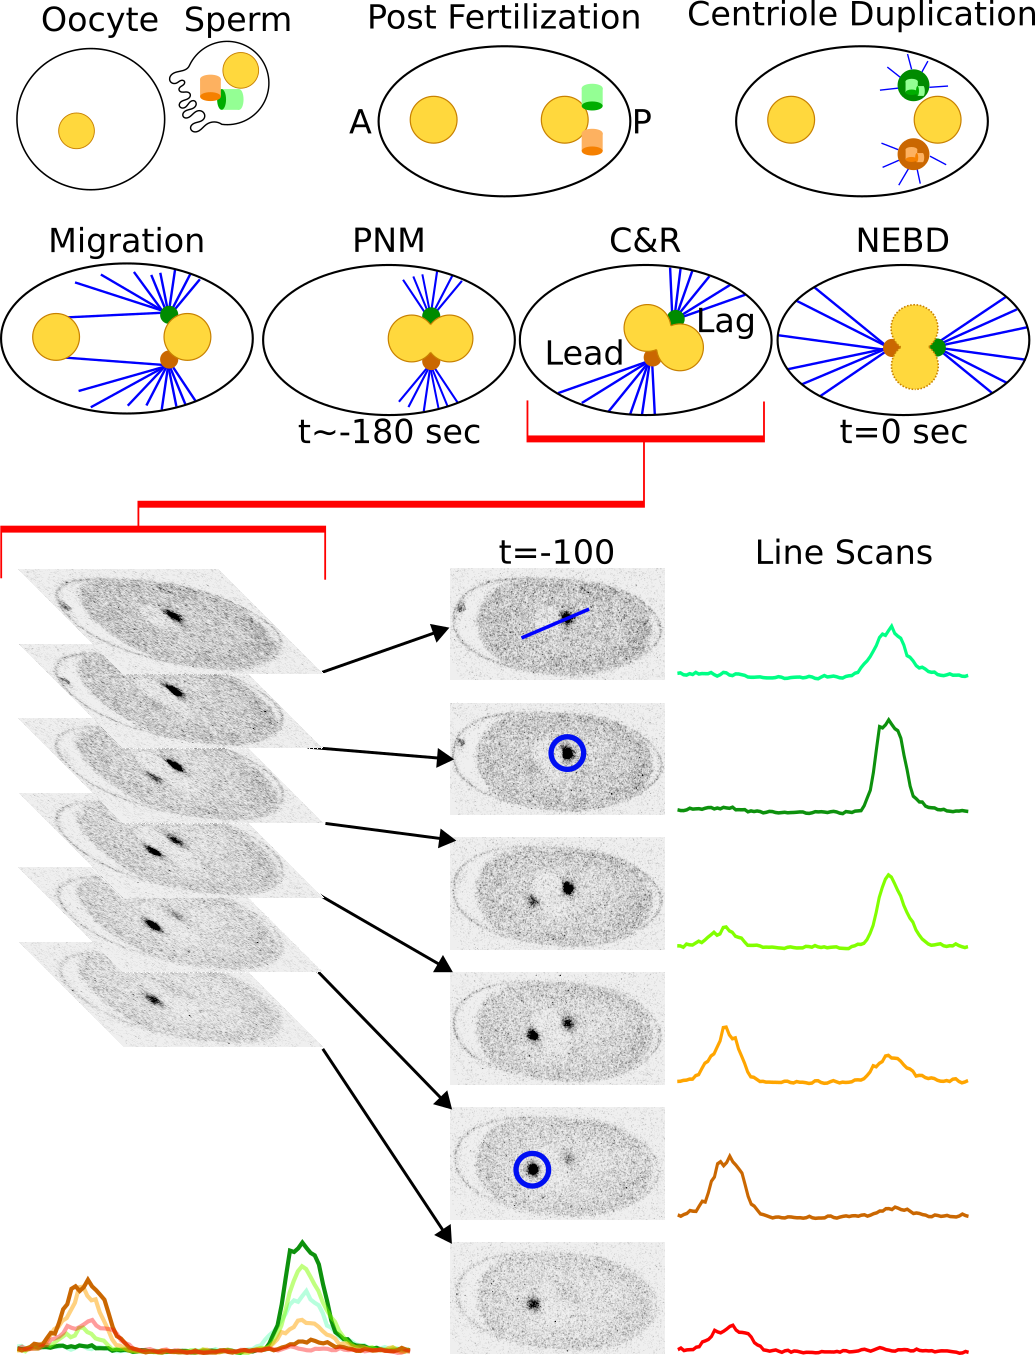 Oocyte Sperm
Post Fertilization
Centriole Duplication
A
P
Migration
PNM
C&R
NEBD
Lag
Lead
t~-180 sec
t=0 sec
t=-100
Line Scans